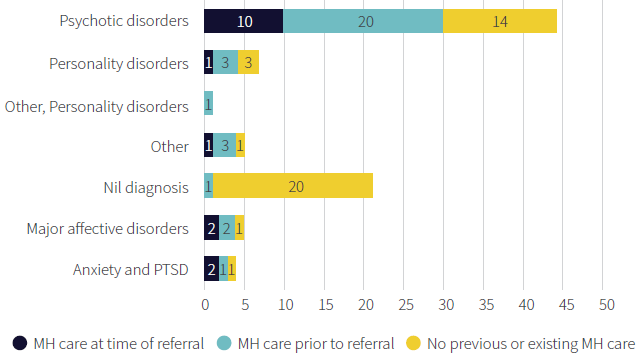 Psychotic disorders 10 20 14
Personality disorders 1 3 3
Other, Personality disorders 1
Other 1 3 1
Nil diagnosis 1 20
Major affective disorders 2 2 1
Anxiety and PTSD 2 1 1
0 5 10 15 20 25 30 35 40 45 50
MH care at time of referral MH care prior to referral No previous or existing MH care